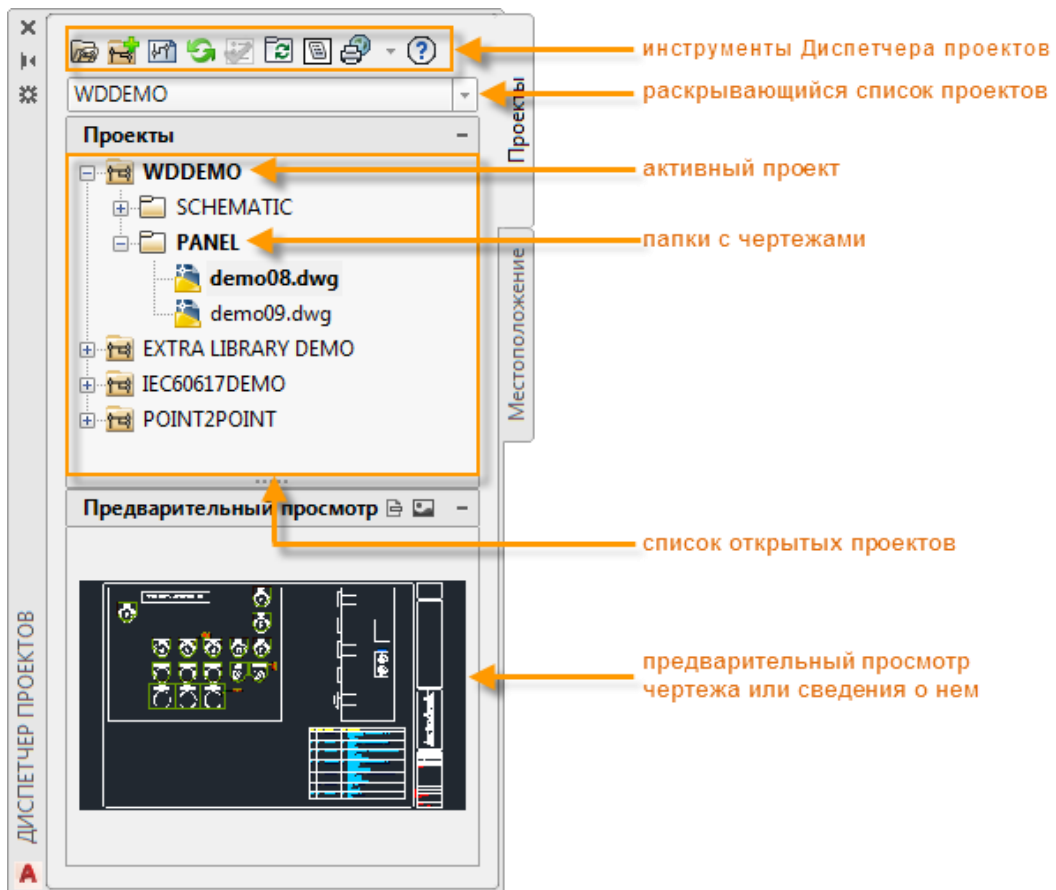 инструменты Диспетчера проектов
WDDEMO
раскрывающийся список проектов
Проекты
Проекты
WDDEMO
активный проект
SCHEMATIC
PANEL
папки с чертежами
demo08.dwg
demo09.dwg
Местоположение
EXTRA LIBRARY DEMO
IEC60617DEMO
POINT2POINT
Предварительный просмотр
список открытых проектов
предварительный просмотр
чертежа или сведения о нем
ДИСПЕТЧЕР ПРОЕКТОВ
A